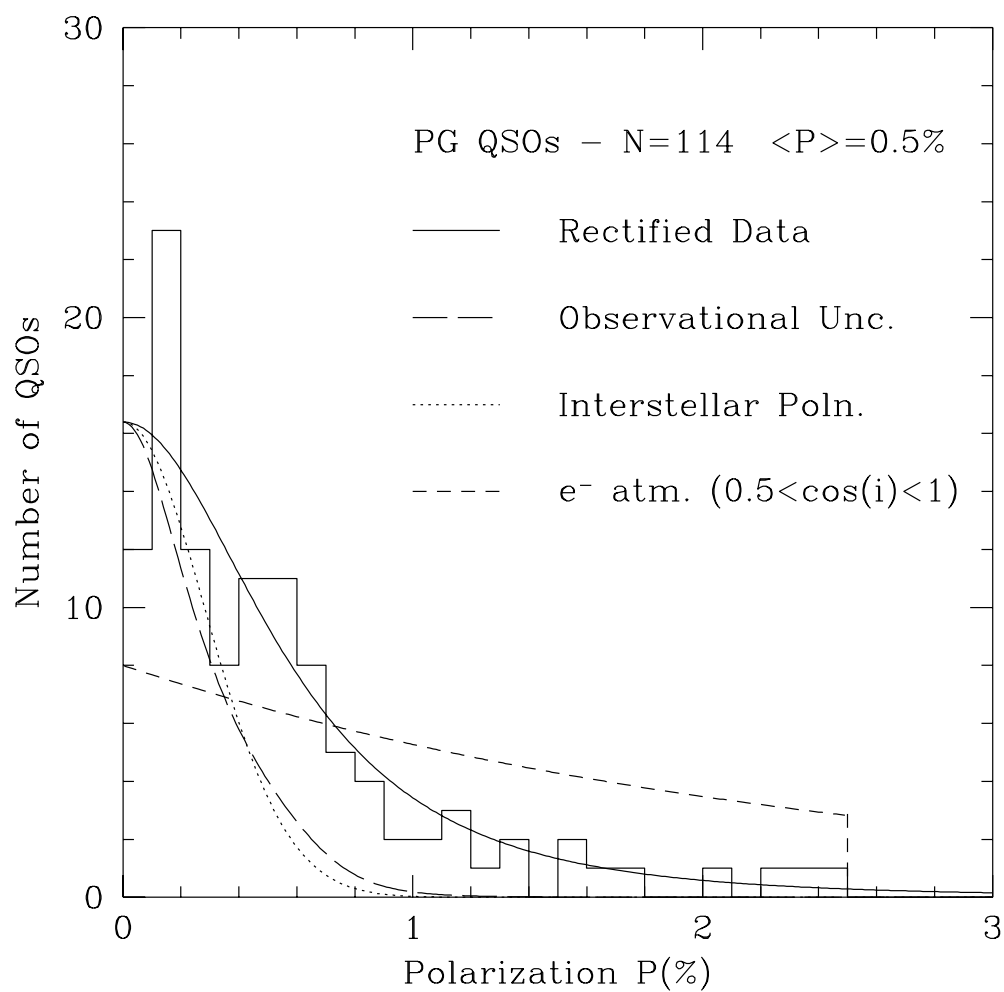 30
PG QSOs – N=114 <P>=0.5%
Rectified Data
20
Observational Unc.
Interstellar Poln.
e⁻ atm. (0.5<cos(i)<1)
Number of QSOs
10
0
0 1 2 3
Polarization P(%)